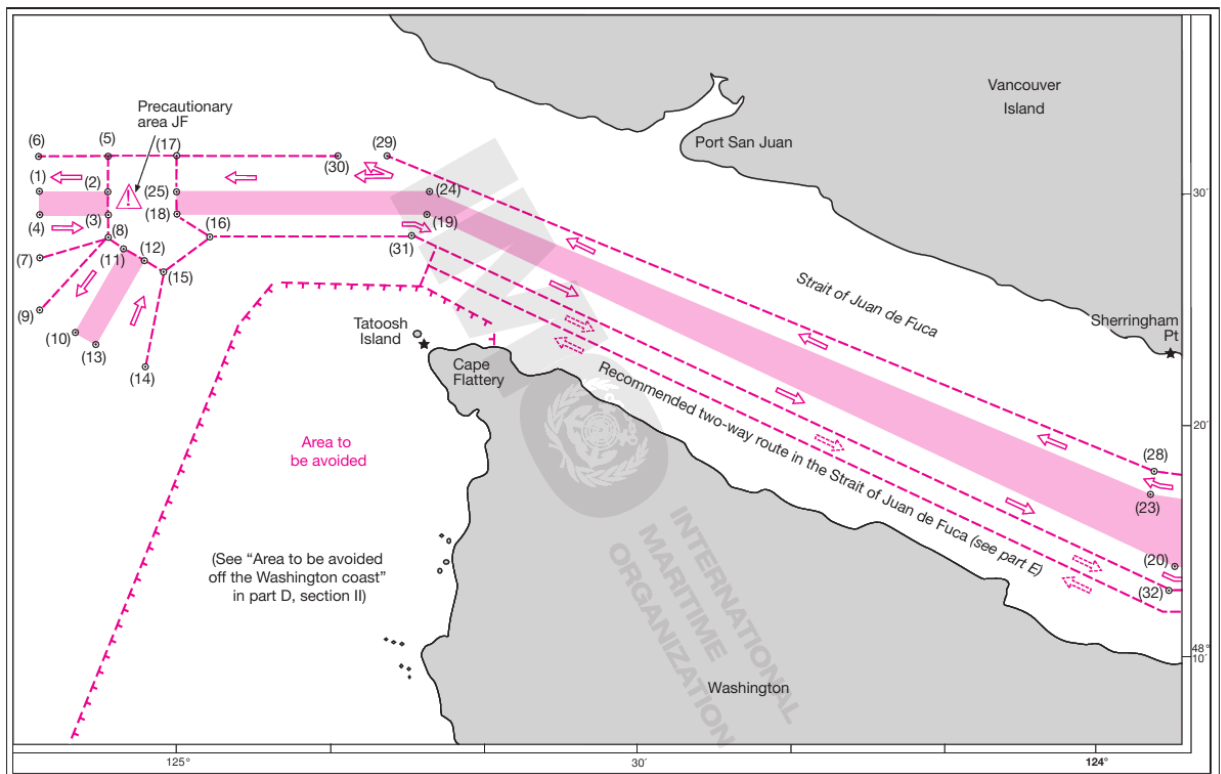 Precautionary
area JF
Vancouver
Island
(6)
(5)
(17)
(30)
(29)
Port San Juan
(1)
(2)
(25)
(24)
30´
(4)
(3)
(18)
(19)
(8)
(16)
(31)
(7)
(11)
(12)
(15)
(9)
(10)
(13)
(14)
Strait of Juan de Fuca
Tatoosh
Island
Sherringham
Pt
Cape
Flattery
Recommended two-way route in the Strait of Juan de Fuca (see part E)
20´
Area to
be avoided
(28)
(23)
(See “Area to be avoided
off the Washington coast”
in part D, section II)
(20)
(32)
INTERNATIONAL
MARITIME
ORGANIZATION
48°
10´
Washington
125°
30´
124°